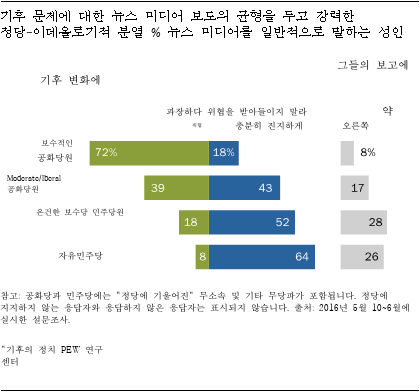 기후 문제에 대한 뉴스 미디어 보도의 균형을 두고 강력한
정당-이데올로기적 분열 % 뉴스 미디어를 일반적으로 말하는 성인
그들의 보고에
기후 변화에
과장하다 위협을 받아들이지 말라 약
충분히 진지하게 오른쪽
보수적인
공화당원 72% 18% 8%
Moderate/liberal
공화당원 39 43 17
온건한 보수당 민주당원 18 52 28
자유민주당 8 64 26
참고: 공화당과 민주당에는 "정당에 기울어진" 무소속 및 기타 무당파가 포함됩니다. 정당에
지지하지 않는 응답자와 응답하지 않은 응답자는 표시되지 않습니다. 출처: 2016년 5월 10~6월에
실시한 설문조사.
"기후의 정치 PEW 연구
센터